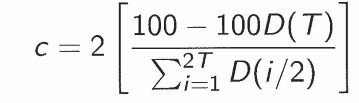 c = 2 [ (100 − 100D(T)) / (∑_{i=1}^{2T} D(i/2)) ]